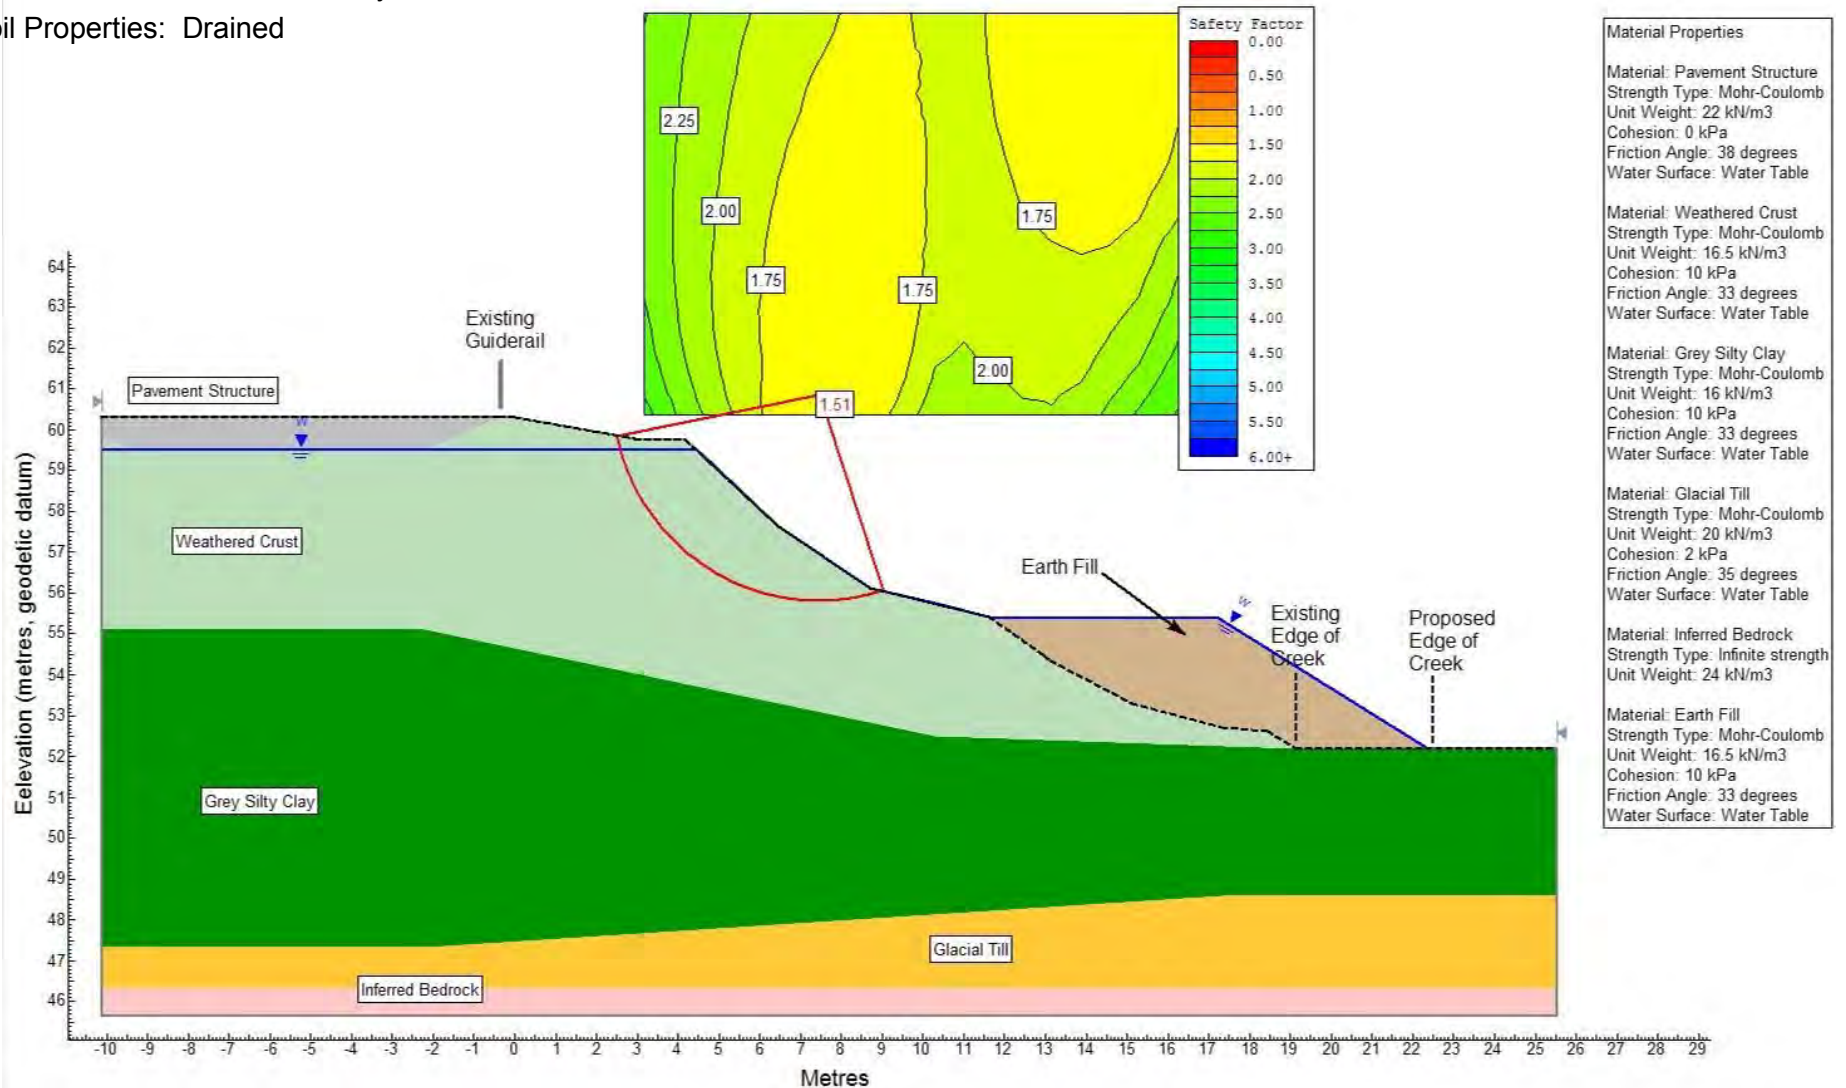 il Properties: Drained
Safety Factor
0.00
0.50
1.00
1.50
2.00
2.50
3.00
3.50
4.00
4.50
5.00
5.50
6.00+
2.25
2.00
1.75
1.75
1.75
2.00
1.51
Material Properties
Material: Pavement Structure
Strength Type: Mohr-Coulomb
Unit Weight: 22 kN/m3
Cohesion: 0 kPa
Friction Angle: 38 degrees
Water Surface: Water Table
Material: Weathered Crust
Strength Type: Mohr-Coulomb
Unit Weight: 16.5 kN/m3
Cohesion: 10 kPa
Friction Angle: 33 degrees
Water Surface: Water Table
Material: Grey Silty Clay
Strength Type: Mohr-Coulomb
Unit Weight: 16 kN/m3
Cohesion: 10 kPa
Friction Angle: 33 degrees
Water Surface: Water Table
Material: Glacial Till
Strength Type: Mohr-Coulomb
Unit Weight: 20 kN/m3
Cohesion: 2 kPa
Friction Angle: 35 degrees
Water Surface: Water Table
Material: Inferred Bedrock
Strength Type: Infinite strength
Unit Weight: 24 kN/m3
Material: Earth Fill
Strength Type: Mohr-Coulomb
Unit Weight: 16.5 kN/m3
Cohesion: 10 kPa
Friction Angle: 33 degrees
Water Surface: Water Table
Eelevation (metres, geodetic datum)
64
63
62
61
60
59
58
57
56
55
54
53
52
51
50
49
48
47
46
Existing
Guiderail
Pavement Structure
W
Weathered Crust
Earth Fill
W
Existing
Edge of
Creek
Proposed
Edge of
Creek
Grey Silty Clay
Glacial Till
Inferred Bedrock
-10 -9 -8 -7 -6 -5 -4 -3 -2 -1 0 1 2 3 4 5 6 7 8 9 10 11 12 13 14 15 16 17 18 19 20 21 22 23 24 25 26 27 28 29
Metres